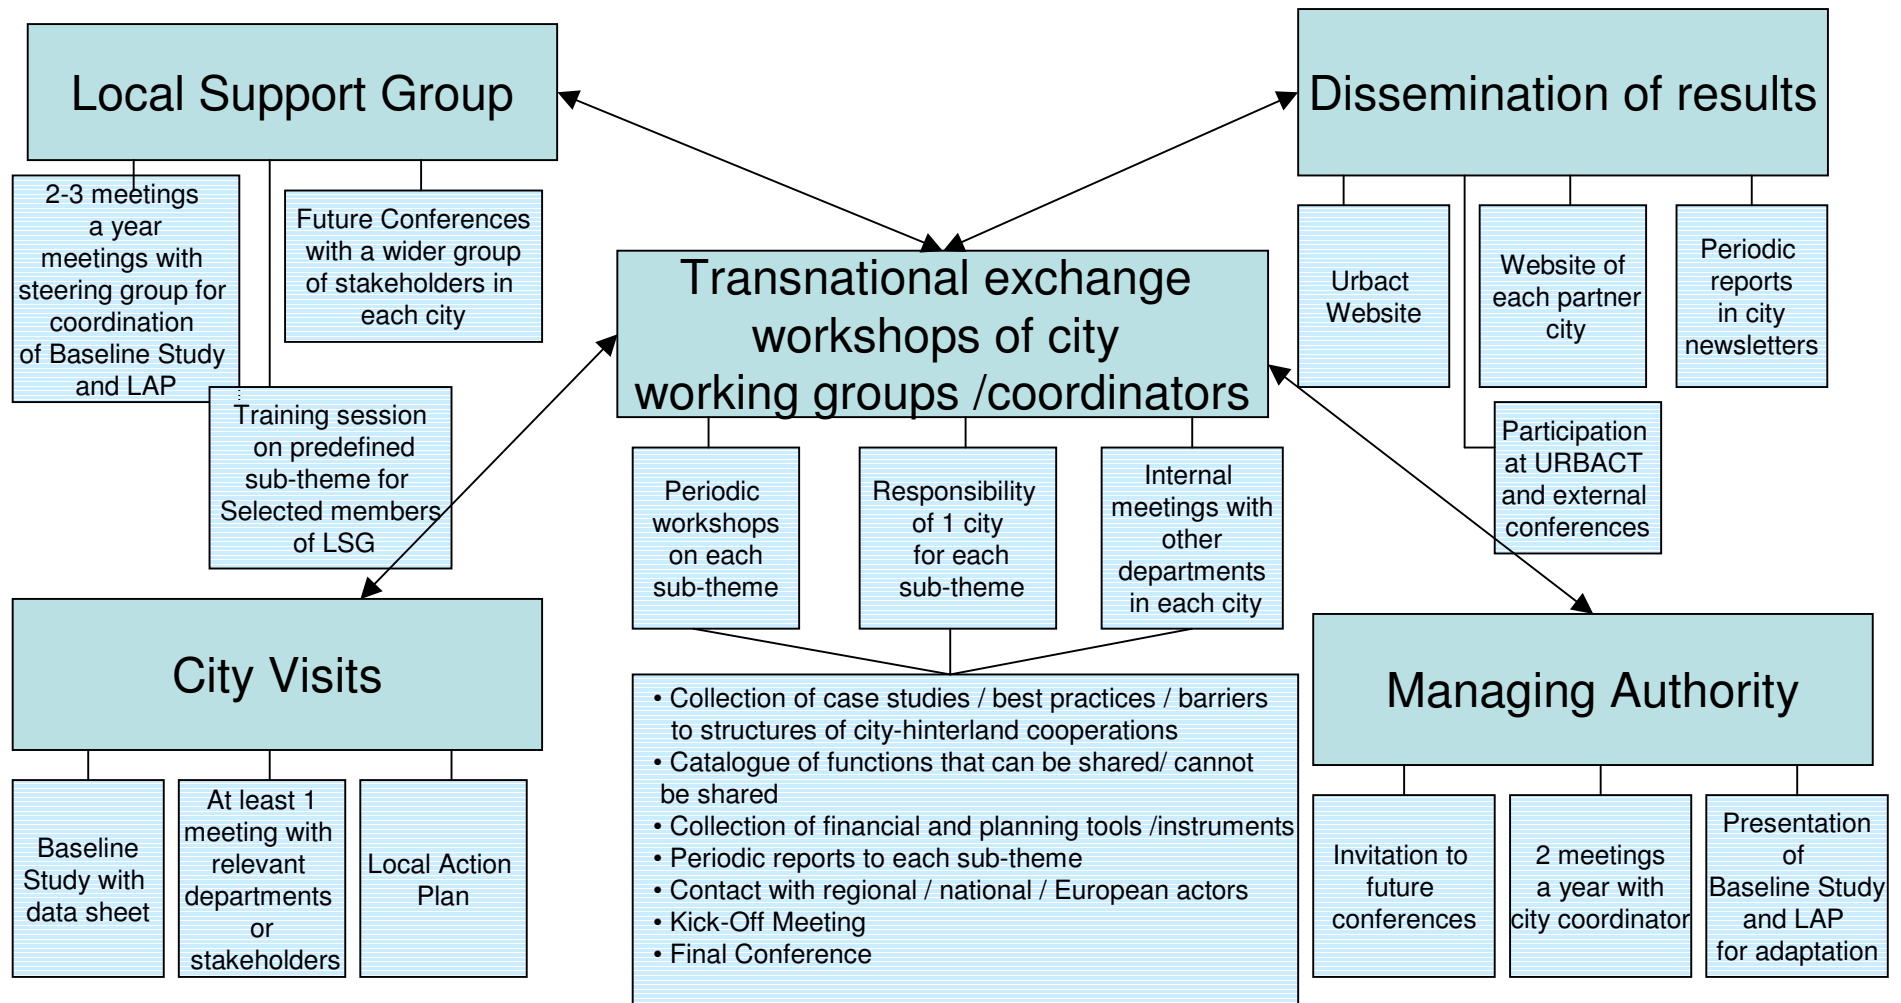 Local Support Group
2-3 meetings
a year
meetings with
steering group for
coordination
of Baseline Study
and LAP
Future Conferences
with a wider group
of stakeholders in
each city
Training session
on predefined
sub-theme for
Selected members
of LSG
Dissemination of results
Urbact
Website
Website of
each partner
city
Periodic
reports
in city
newsletters
Participation
at URBACT
and external
conferences
Transnational exchange
workshops of city
working groups /coordinators
Periodic
workshops
on each
sub-theme
Responsibility
of 1 city
for each
sub-theme
Internal
meetings with
other
departments
in each city
• Collection of case studies / best practices / barriers
to structures of city-hinterland cooperations
• Catalogue of functions that can be shared/ cannot
be shared
• Collection of financial and planning tools /instruments
• Periodic reports to each sub-theme
• Contact with regional / national / European actors
• Kick-Off Meeting
• Final Conference
City Visits
Baseline
Study with
data sheet
At least 1
meeting with
relevant
departments
or
stakeholders
Local Action
Plan
Managing Authority
Invitation to
future
conferences
2 meetings
a year with
city coordinator
Presentation
of
Baseline Study
and LAP
for adaptation